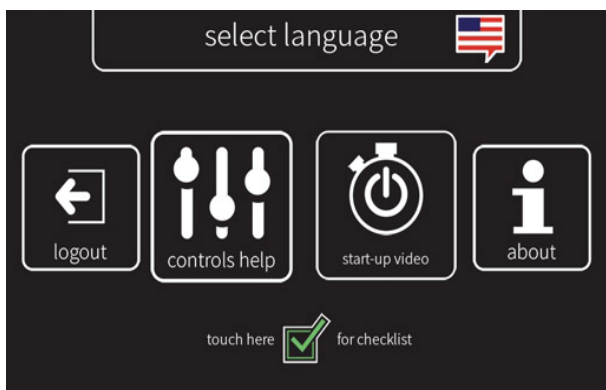 select language
logout
controls help
start-up video
about
touch here for checklist